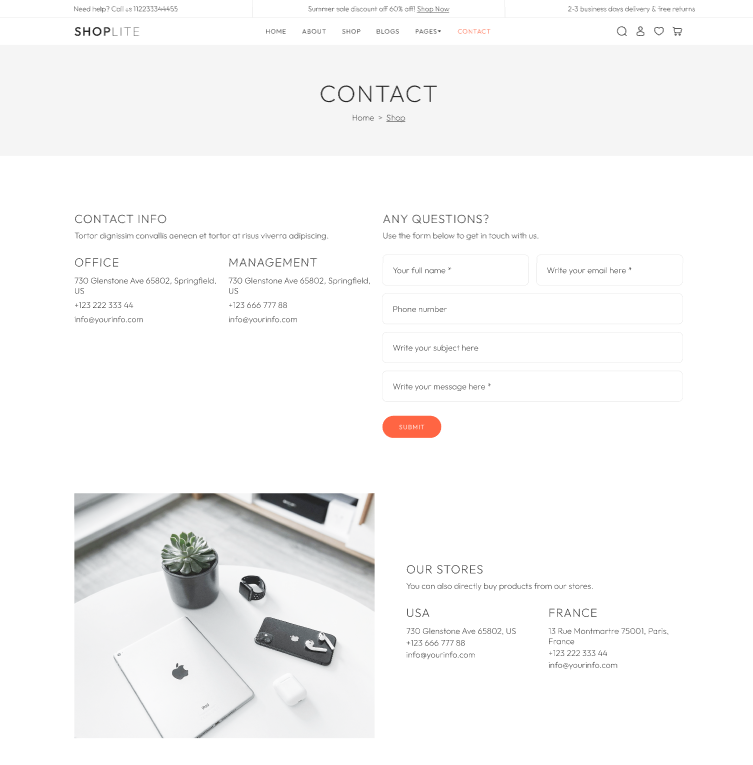 Need help? Call us 112233344455
Summer sale discount off 60% off! Shop Now
2-3 business days delivery & free returns
SHOPLITE
HOME ABOUT SHOP BLOGS PAGES CONTACT
CONTACT
Home > Shop
CONTACT INFO
Tortor dignissim convallis aenean et tortor at risus viverra adipiscing.
OFFICE
730 Glenstone Ave 65802, Springfield,
US
+123 222 333 44
info@yourinfo.com
MANAGEMENT
730 Glenstone Ave 65802, Springfield,
US
+123 666 777 88
info@yourinfo.com
ANY QUESTIONS?
Use the form below to get in touch with us.
Your full name *
Write your email here *
Phone number
Write your subject here
Write your message here *
SUBMIT
OUR STORES
You can also directly buy products from our stores.
USA
730 Glenstone Ave 65802, US
+123 666 777 88
info@yourinfo.com
FRANCE
13 Rue Montmartre 75001, Paris,
France
+123 222 333 44
info@yourinfo.com